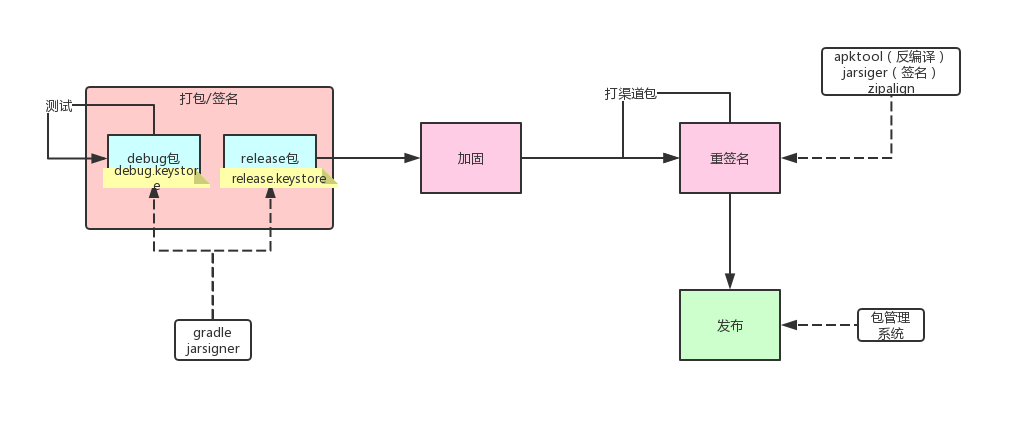 apktool（反编译）
jarsiger（签名）
zipalign
打渠道包
打包/签名
测试
debug包
debug.keystor
e
release包
release.keystore
加固
重签名
gradle
jarsigner
发布
包管理
系统